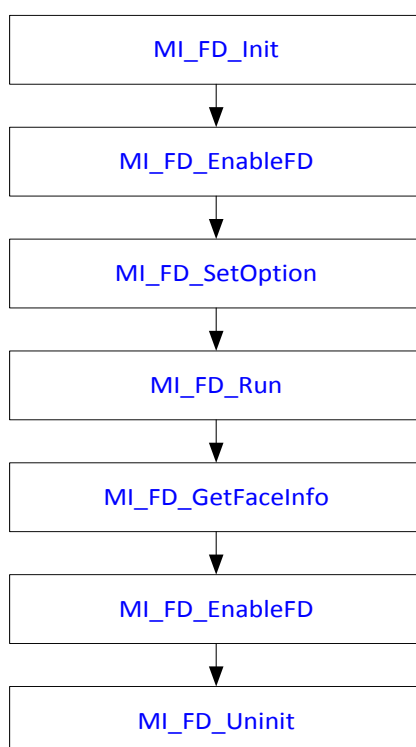 MI_FD_Init
MI_FD_EnableFD
MI_FD_SetOption
MI_FD_Run
MI_FD_GetFaceInfo
MI_FD_EnableFD
MI_FD_Uninit